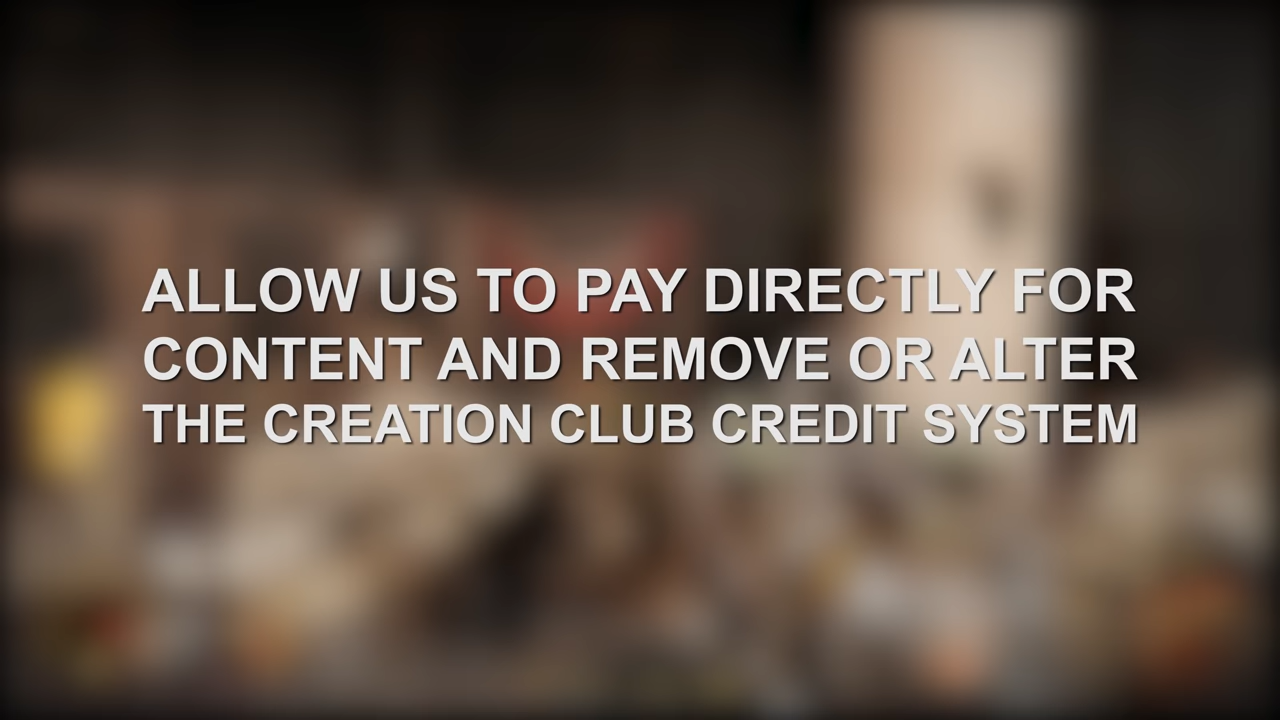 ALLOW US TO PAY DIRECTLY FOR
CONTENT AND REMOVE OR ALTER
THE CREATION CLUB CREDIT SYSTEM